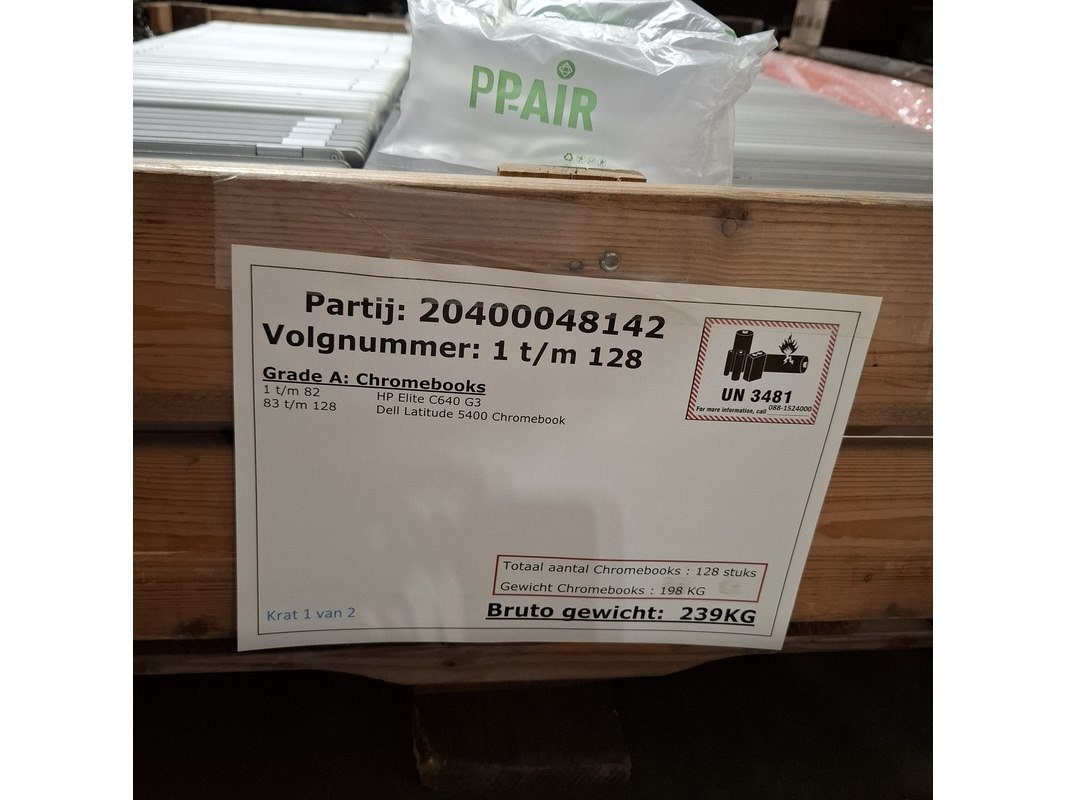 PP-AIR
Partij: 20400048142
Volgnummer: 1 t/m 128
Grade A: Chromebooks
1 t/m 82 HP Elite C640 G3
83 t/m 128 Dell Latitude 5400 Chromebook
UN 3481
For more information, call 088-1524000
Totaal aantal Chromebooks : 128 stuks
Gewicht Chromebooks : 198 KG
Bruto gewicht: 239KG
Krat 1 van 2